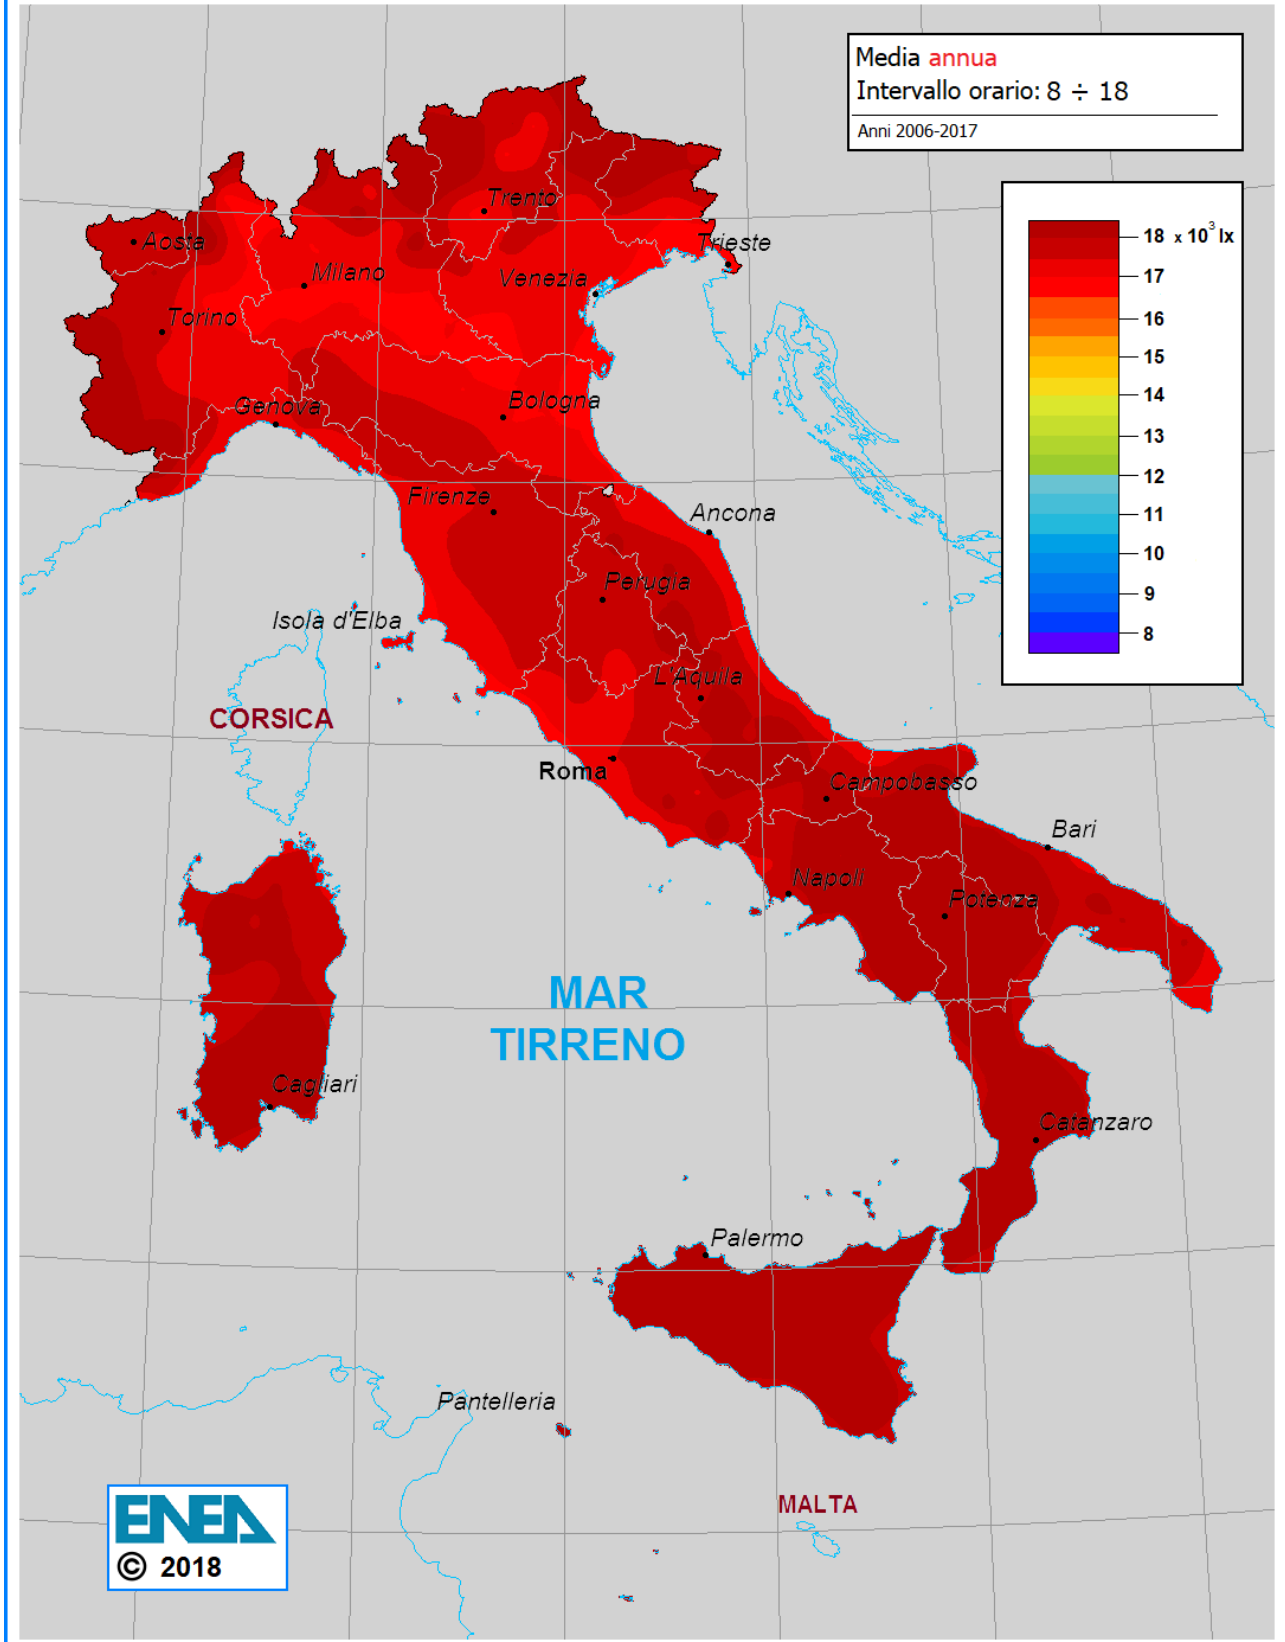 Media annua
Intervallo orario: 8 ÷ 18
Anni 2006-2017
18 x 10³ lx
17
16
15
14
13
12
11
10
9
8
Trento
Aosta
Trieste
Milano
Venezia
Torino
Genova
Bologna
Firenze
Ancona
Perugia
Isola d'Elba
L'Aquila
CORSICA
Roma
Campobasso
Bari
Napoli
Potenza
MAR
TIRRENO
Cagliari
Catanzaro
Palermo
Pantelleria
MALTA
ENEA
© 2018